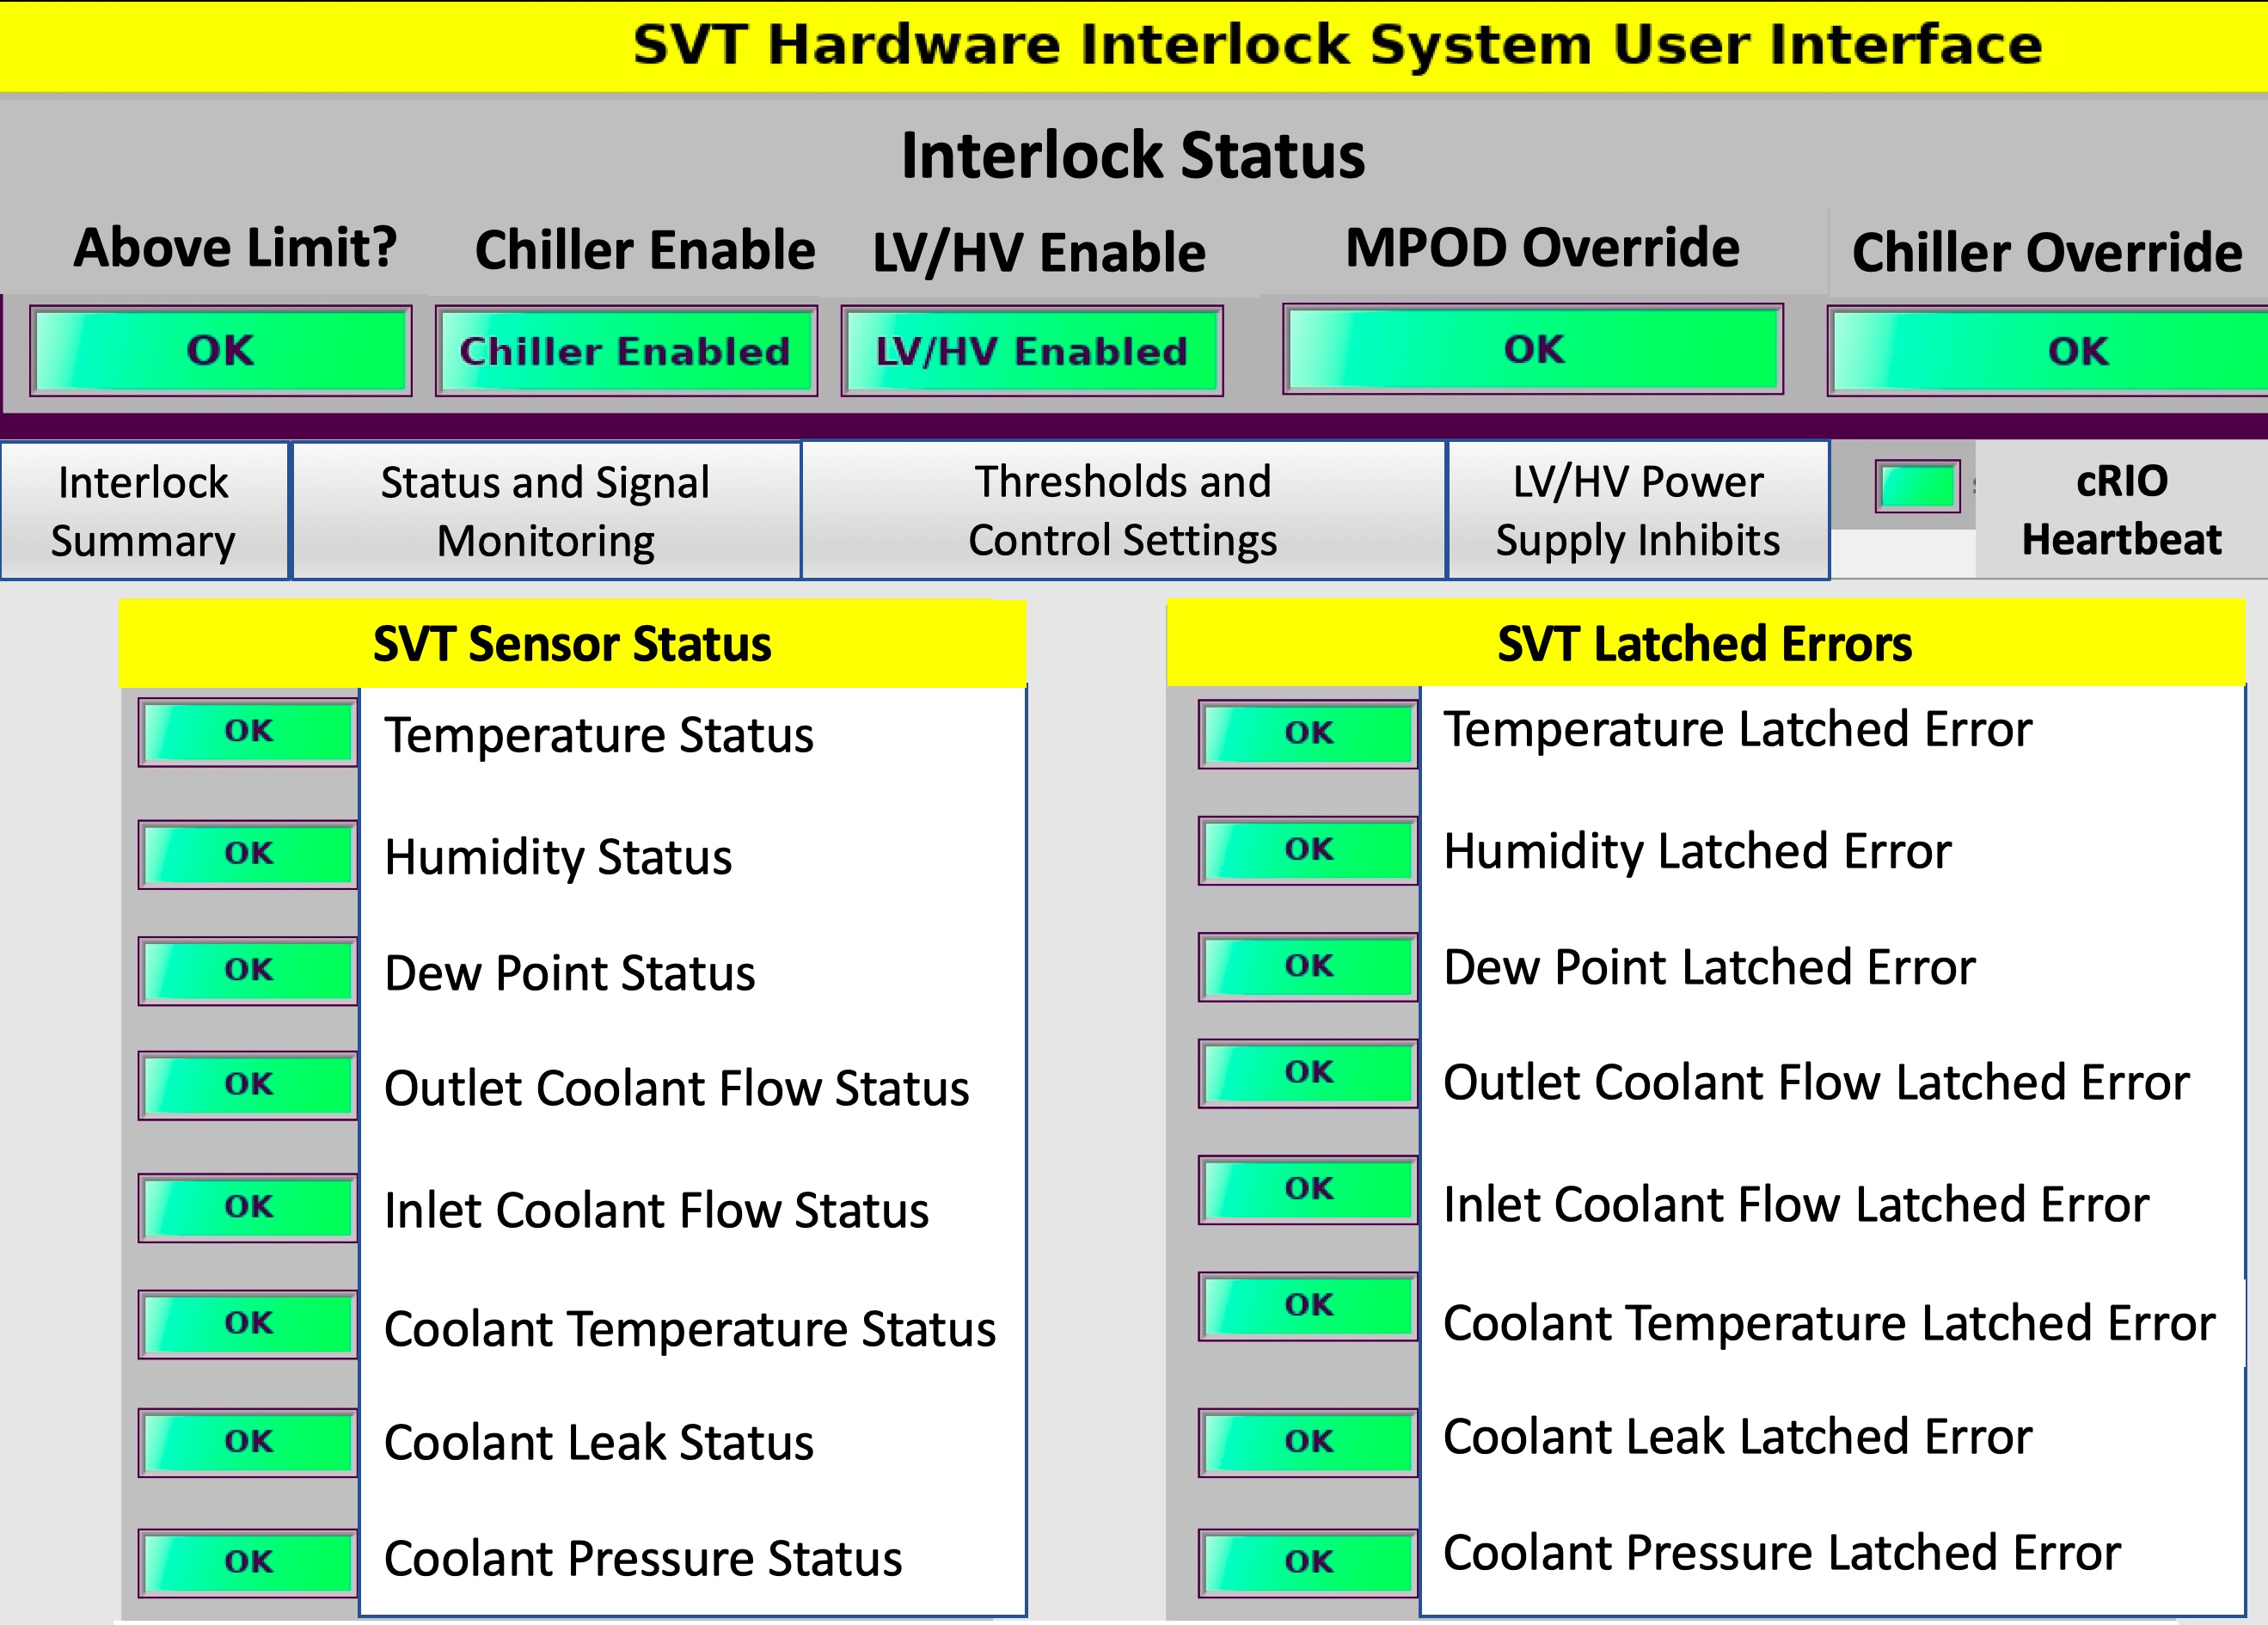 SVT Hardware Interlock System User Interface
Interlock Status
Above Limit? Chiller Enable LV/HV Enable MPOD Override Chiller Override
OK Chiller Enabled LV/HV Enabled OK OK
Interlock Summary
Status and Signal Monitoring
Thresholds and Control Settings
LV/HV Power Supply Inhibits
cRIO Heartbeat
SVT Sensor Status
OK Temperature Status
OK Humidity Status
OK Dew Point Status
OK Outlet Coolant Flow Status
OK Inlet Coolant Flow Status
OK Coolant Temperature Status
OK Coolant Leak Status
OK Coolant Pressure Status
SVT Latched Errors
OK Temperature Latched Error
OK Humidity Latched Error
OK Dew Point Latched Error
OK Outlet Coolant Flow Latched Error
OK Inlet Coolant Flow Latched Error
OK Coolant Temperature Latched Error
OK Coolant Leak Latched Error
OK Coolant Pressure Latched Error